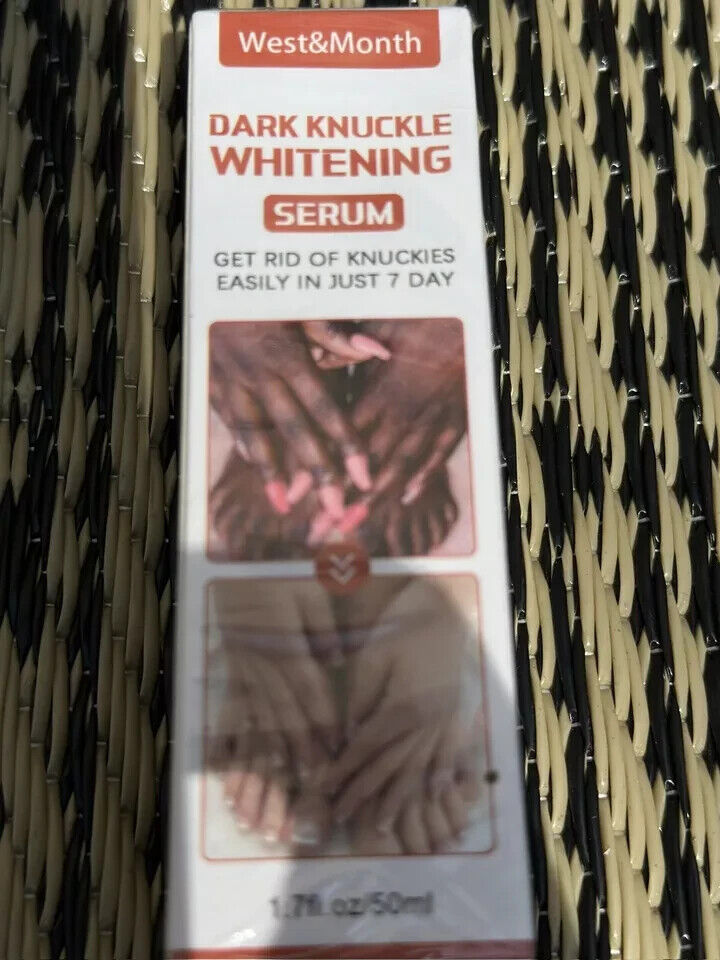 West&Month
DARK KNUCKLE
WHITENING
SERUM
GET RID OF KNUCKIES
EASILY IN JUST 7 DAY
1.7fl.oz/50ml